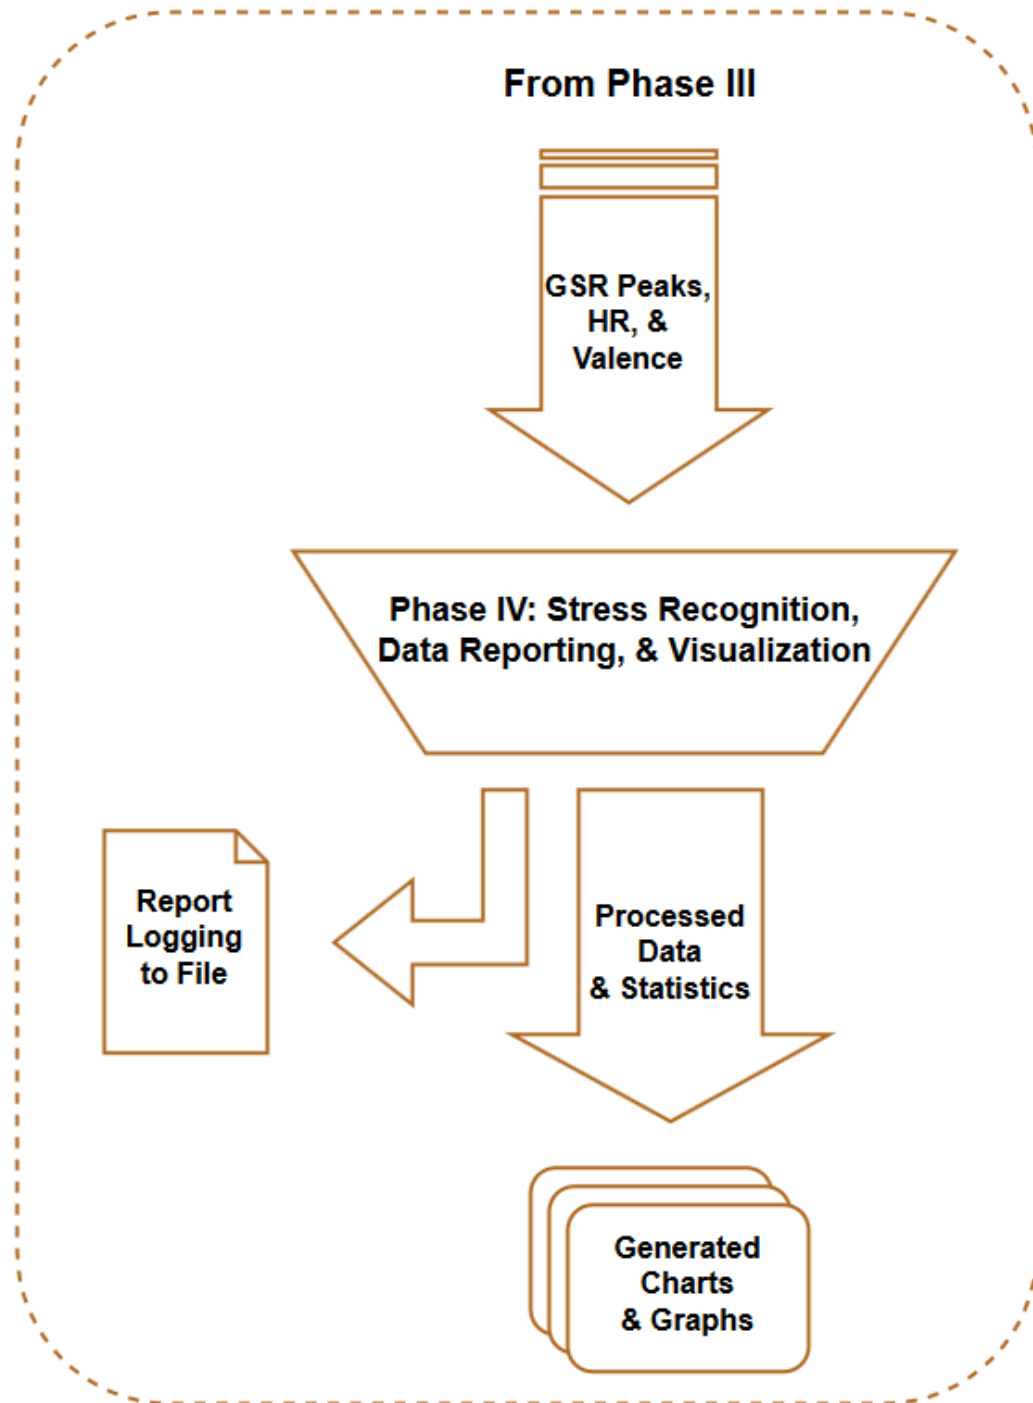 From Phase III
GSR Peaks,
HR, &
Valence
Phase IV: Stress Recognition,
Data Reporting, & Visualization
Report
Logging
to File
Processed
Data
& Statistics
Generated
Charts
& Graphs